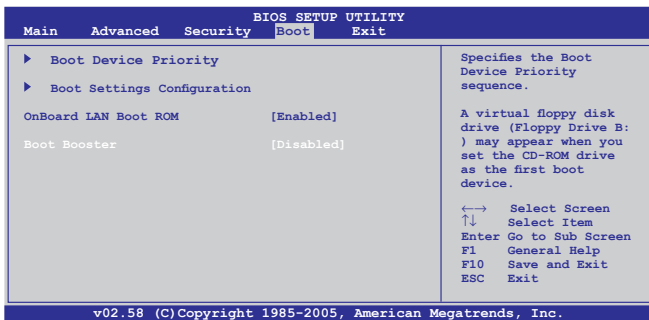 BIOS SETUP UTILITY
Main Advanced Security Boot Exit
Boot Device Priority
Boot Settings Configuration
OnBoard LAN Boot ROM [Enabled]
Boot Booster [Disabled]
Specifies the Boot
Device Priority
sequence.
A virtual floppy disk
drive (Floppy Drive B:
) may appear when you
set the CD-ROM drive
as the first boot
device.
←→ Select Screen
↑↓ Select Item
Enter Go to Sub Screen
F1 General Help
F10 Save and Exit
ESC Exit
v02.58 (C)Copyright 1985-2005, American Megatrends, Inc.